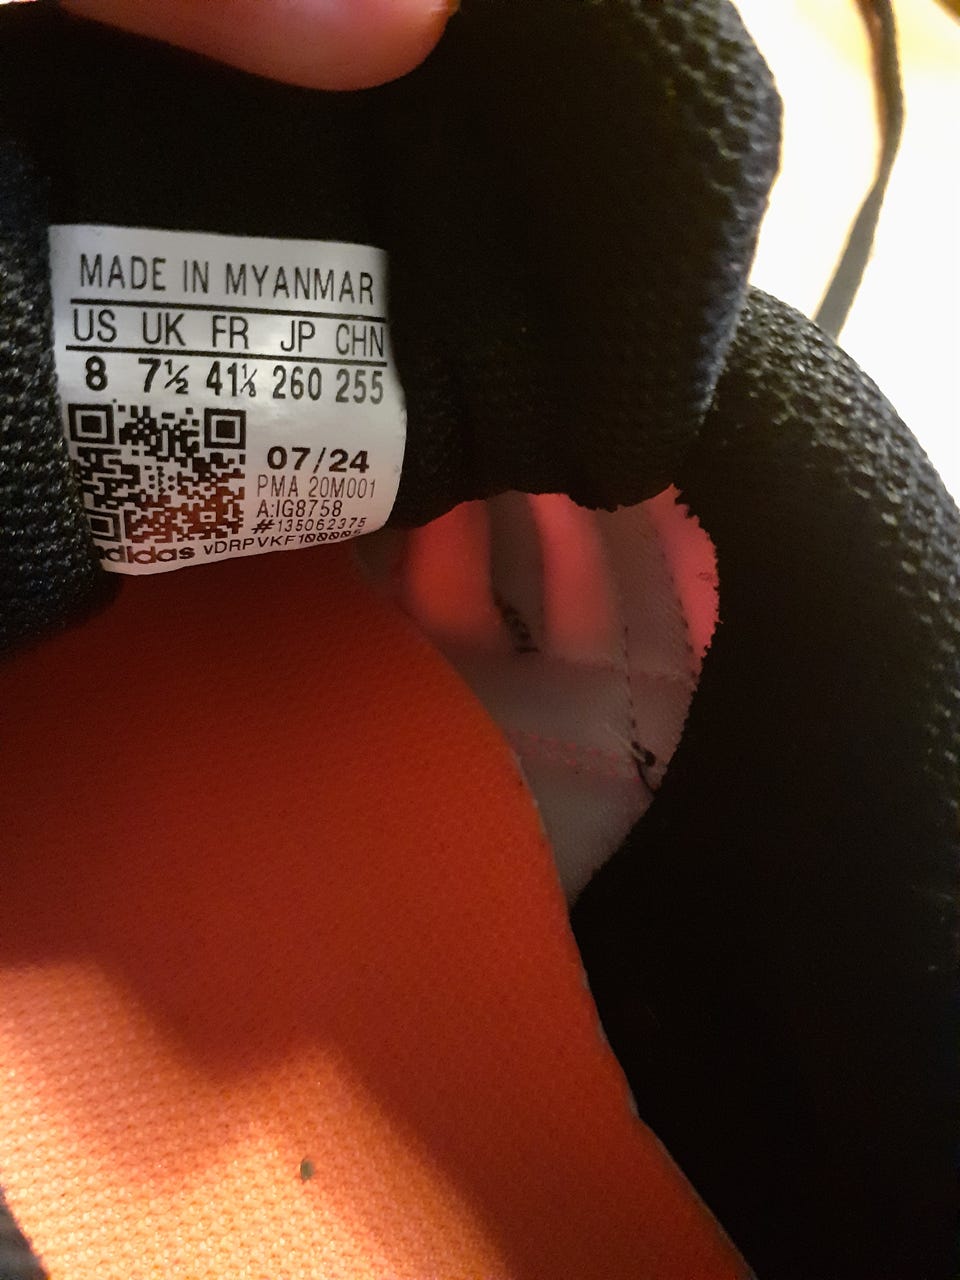 MADE IN MYANMAR
US UK FR JP CHN
8 7½ 41⅓ 260 255
07/24
PMA 20M001
A:IG8758
#135062375
adidas